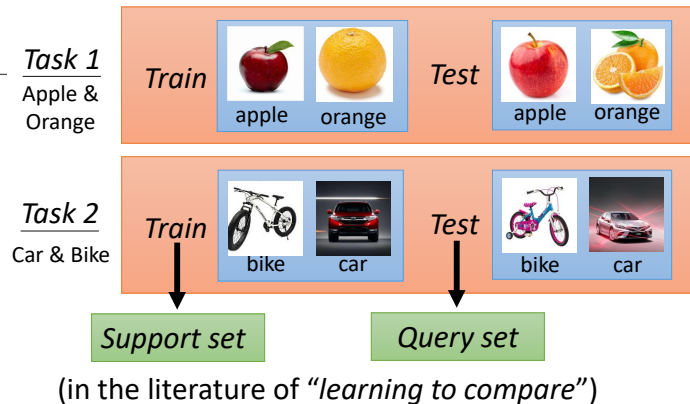 Task 1
Apple &
Orange
Train
apple
orange
Test
apple
orange
Task 2
Car & Bike
Train
bike
car
Test
bike
car
Support set
Query set
(in the literature of “learning to compare”)